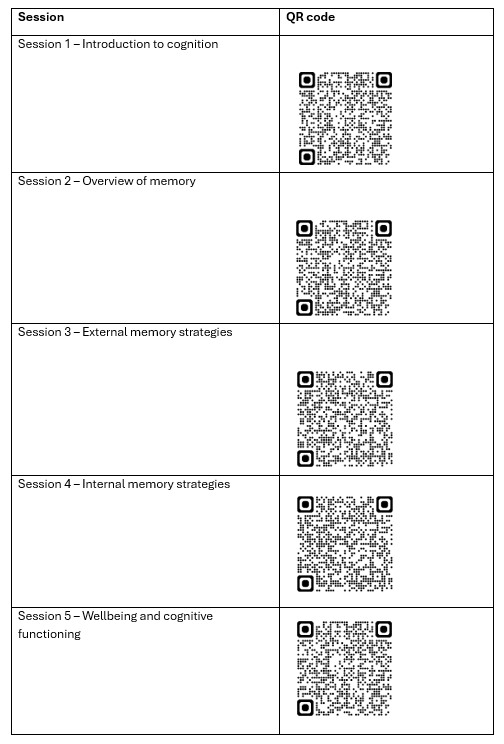 Session QR code
Session 1 – Introduction to cognition
Session 2 – Overview of memory
Session 3 – External memory strategies
Session 4 – Internal memory strategies
Session 5 – Wellbeing and cognitive
functioning